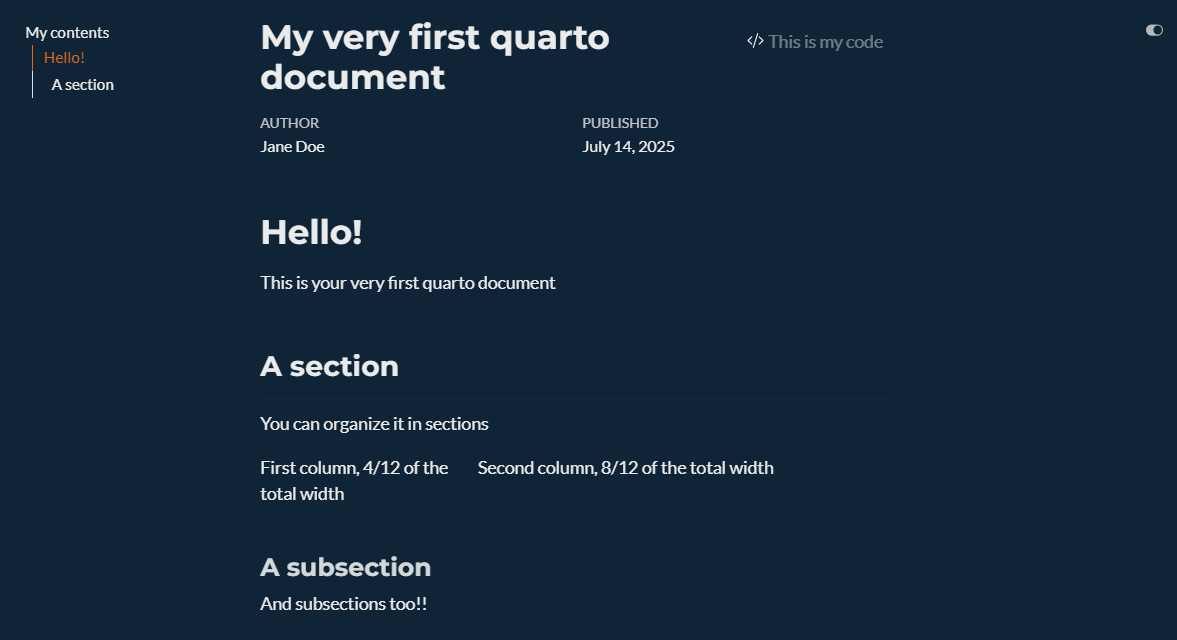 My contents
Hello!
A section
My very first quarto
document
</> This is my code
AUTHOR
Jane Doe
PUBLISHED
July 14, 2025
Hello!
This is your very first quarto document
A section
You can organize it in sections
First column, 4/12 of the
total width
Second column, 8/12 of the total width
A subsection
And subsections too!!